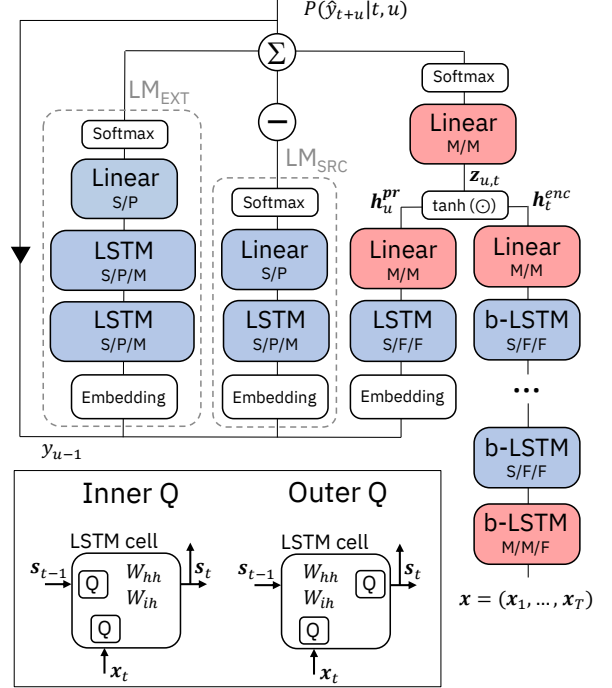 P(ŷ_{t+u}|t, u)
Σ
LM_EXT
Softmax
Linear
S/P
LSTM
S/P/M
LSTM
S/P/M
Embedding
−
LM_SRC
Softmax
Linear
S/P
LSTM
S/P/M
Embedding
Softmax
Linear
M/M
z_{u,t}
h_u^{pr}
tanh (⊙)
h_t^{enc}
Linear
M/M
LSTM
S/F/F
Embedding
Linear
M/M
b-LSTM
S/F/F
...
b-LSTM
S/F/F
b-LSTM
M/M/F
x = (x_1, ..., x_T)
y_{u−1}
Inner Q
LSTM cell
s_{t−1}
Q
W_{hh}
W_{ih}
s_t
Q
x_t
Outer Q
LSTM cell
s_{t−1}
W_{hh}
W_{ih}
Q
s_t
Q
x_t